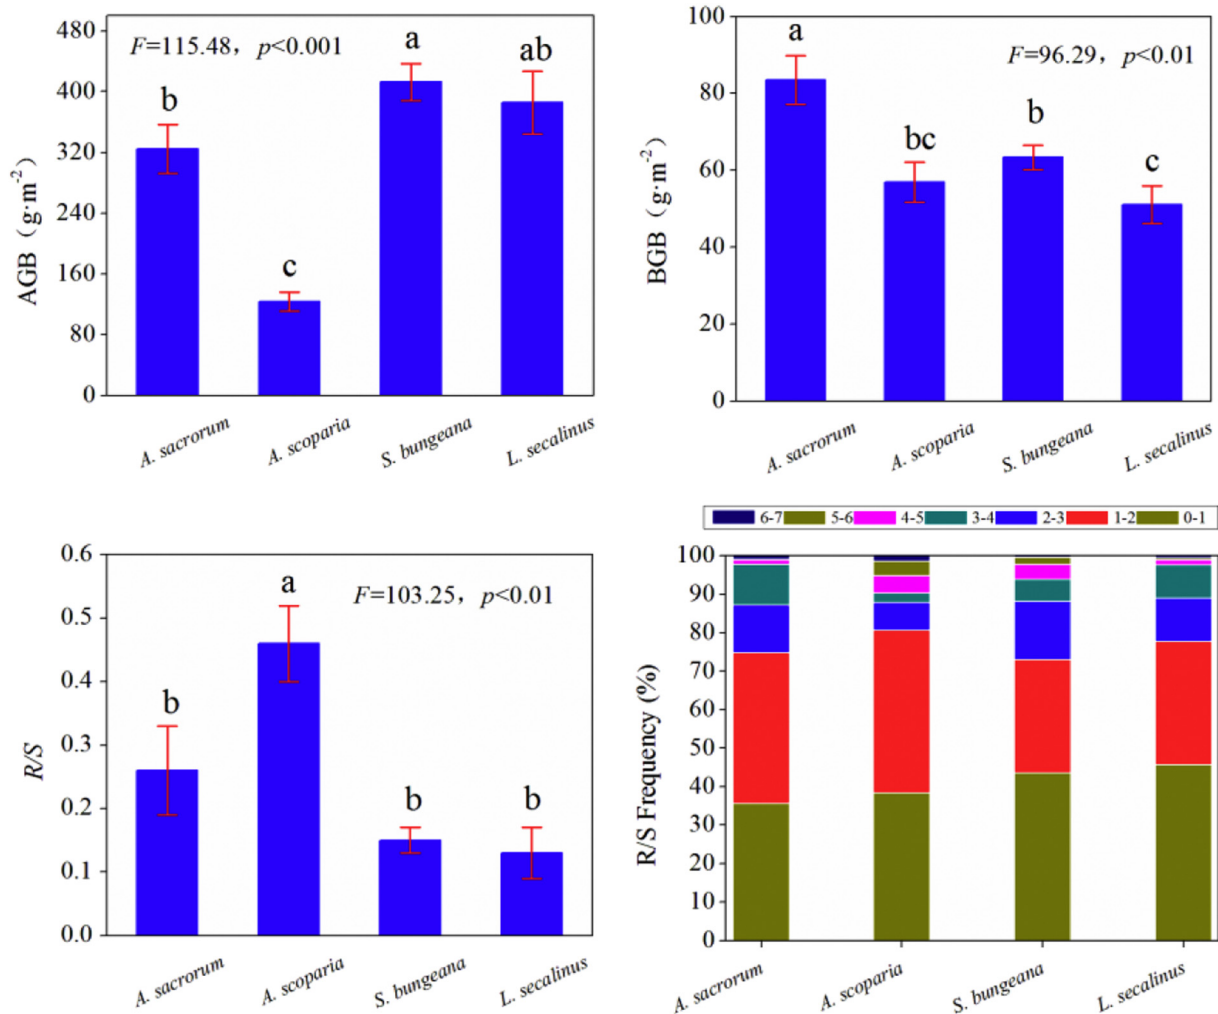 480
400
320
240
160
80
0
AGB（g·m⁻²）
F=115.48，p<0.001
b
c
a
ab
A. sacrorum
A. scoparia
S. bungeana
L. secalinus
100
80
60
40
20
0
BGB（g·m⁻²）
F=96.29，p<0.01
a
bc
b
c
A. sacrorum
A. scoparia
S. bungeana
L. secalinus
0.6
0.5
0.4
0.3
0.2
0.1
0.0
R/S
F=103.25，p<0.01
b
a
b
b
A. sacrorum
A. scoparia
S. bungeana
L. secalinus
6-7 5-6 4-5 3-4 2-3 1-2 0-1
100
90
80
70
60
50
40
30
20
10
0
R/S Frequency (%)
A. sacrorum
A. scoparia
S. bungeana
L. secalinus